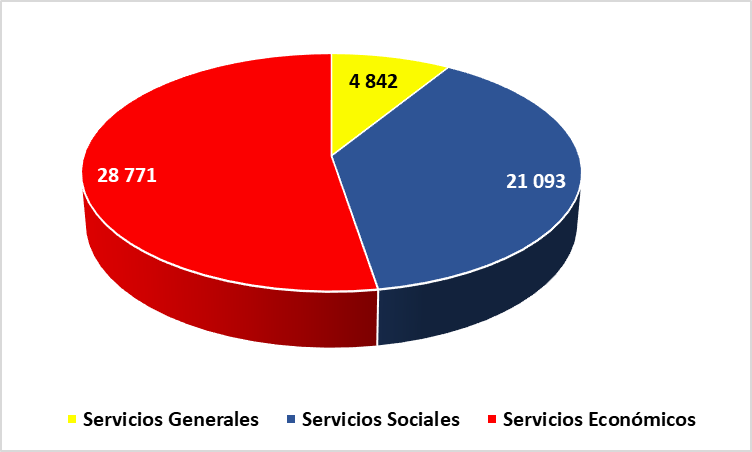 4 842
28 771
21 093
Servicios Generales Servicios Sociales Servicios Económicos